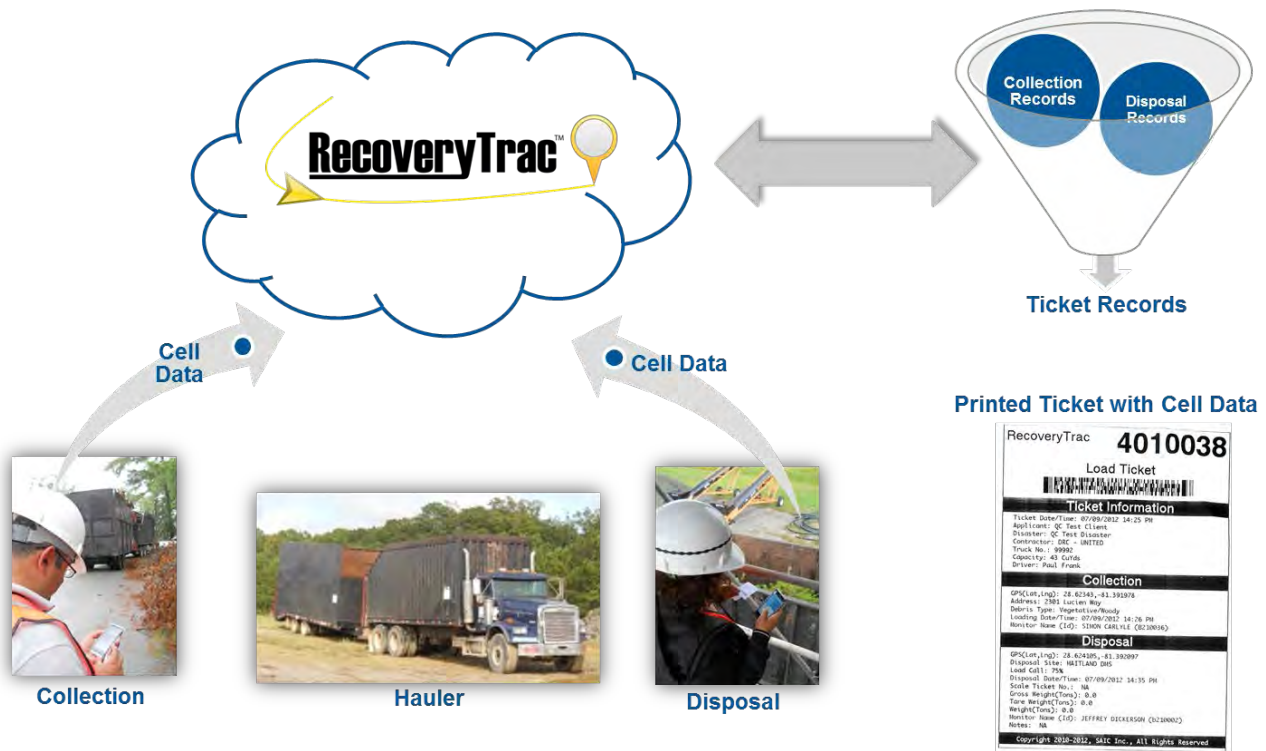 RecoveryTrac™
Collection
Records
Disposal
Records
Ticket Records
Cell
Data
Cell Data
Collection
Hauler
Disposal
Printed Ticket with Cell Data
RecoveryTrac 4010038
Load Ticket
Ticket Information
Ticket Date/Time: 07/09/2012 14:25 PM
Applicant: QC Test Client
Disaster: QC Test Disaster
Contractor: DRC - UNITED
Truck No.: 99992
Capacity: 43 CuYds
Driver: Paul Frank
Collection
GPS(Lat,Lng): 28.62343,-81.391978
Address: 2301 Lucien Way
Debris Type: Vegetative/Woody
Loading Date/Time: 07/09/2012 14:26 PM
Monitor Name (Id): SIMON CARLYLE (B210036)
Disposal
GPS(Lat,Lng): 28.624105,-81.392097
Disposal Site: MAITLAND DMS
Load Call: 75%
Disposal Date/Time: 07/09/2012 14:35 PM
Scale Ticket No.: NA
Gross Weight(Tons): 0.0
Tare Weight(Tons): 0.0
Weight(Tons): 0.0
Monitor Name (Id): JEFFREY DICKERSON (b210002)
Notes: NA
Copyright 2010-2012, SAIC Inc., All Rights Reserved